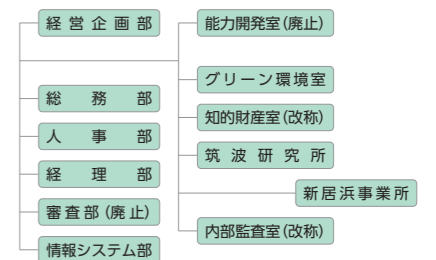 経営企画部
総務部
人事部
経理部
審査部(廃止)
情報システム部
能力開発室(廃止)
グリーン環境室
知的財産室(改称)
筑波研究所
新居浜事業所
内部監査室(改称)